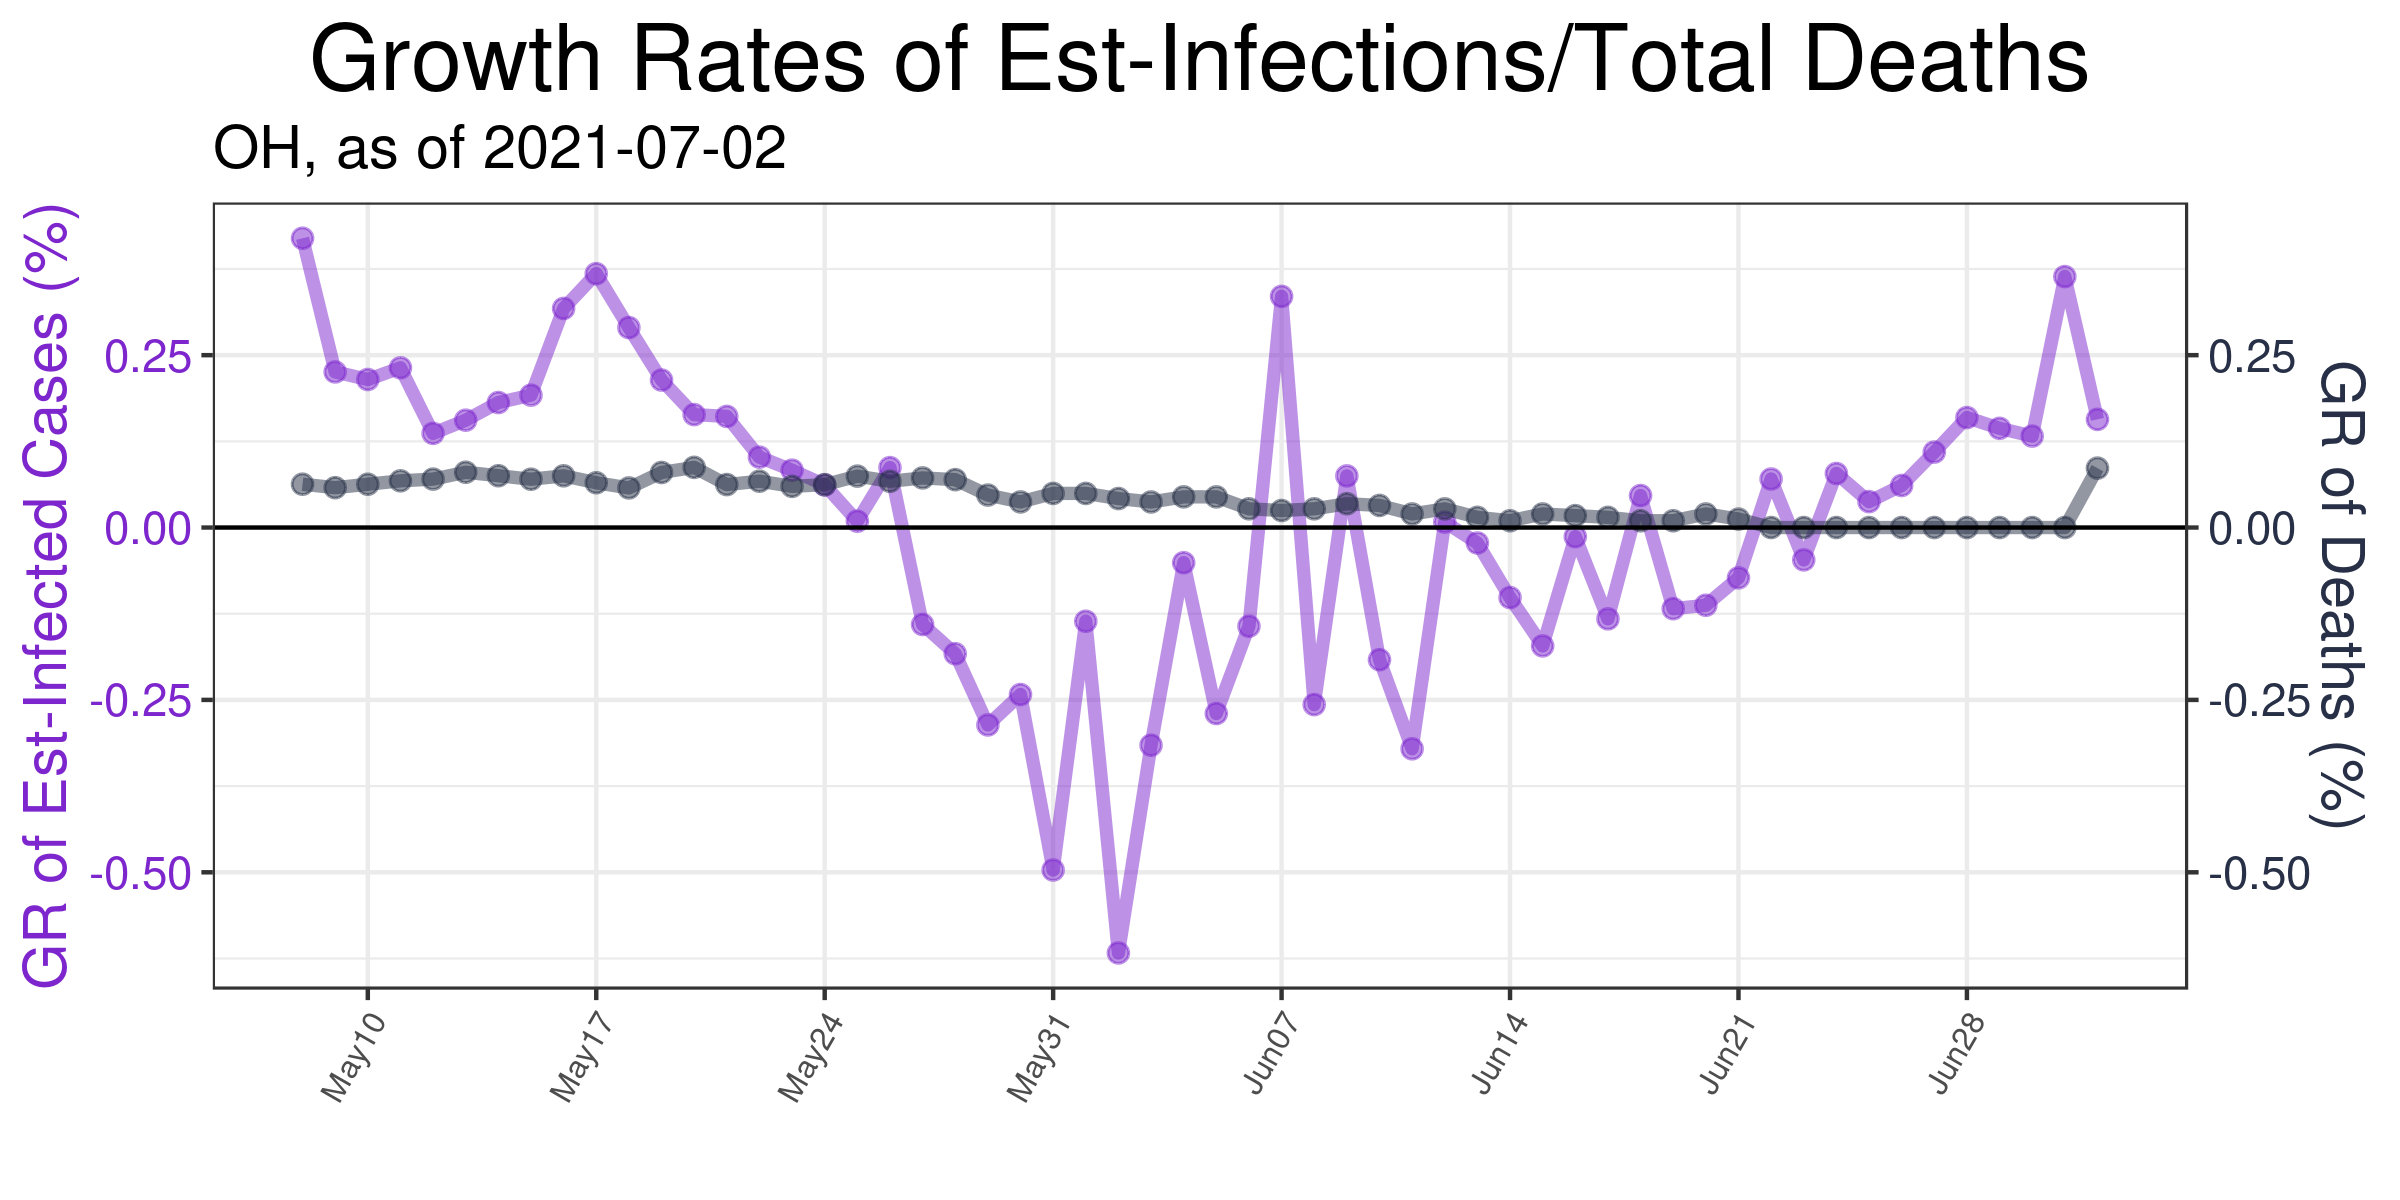 Growth Rates of Est-Infections/Total Deaths
OH, as of 2021-07-02
GR of Est-Infected Cases (%)
0.25
0.00
-0.25
-0.50
0.25
0.00
-0.25
-0.50
GR of Deaths (%)
May10
May17
May24
May31
Jun07
Jun14
Jun21
Jun28